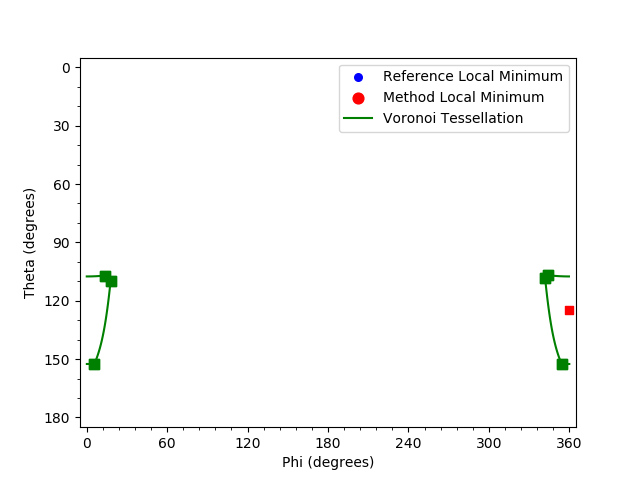 Reference Local Minimum
Method Local Minimum
Voronoi Tessellation
0
30
60
90
120
150
180
Theta (degrees)
0 60 120 180 240 300 360
Phi (degrees)